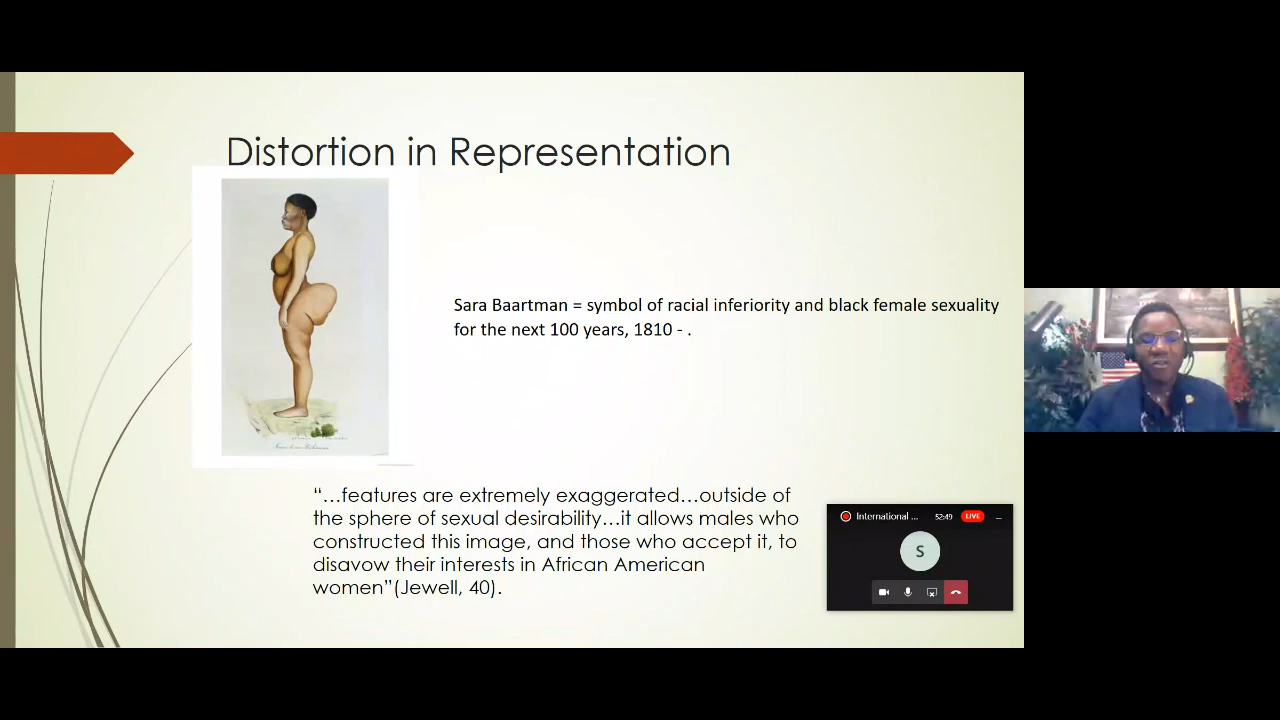 Distortion in Representation
Sara Baartman = symbol of racial inferiority and black female sexuality
for the next 100 years, 1810 - .
“…features are extremely exaggerated…outside of
the sphere of sexual desirability…it allows males who
constructed this image, and those who accept it, to
disavow their interests in African American
women”(Jewell, 40).
International ... 52:49 LIVE
S